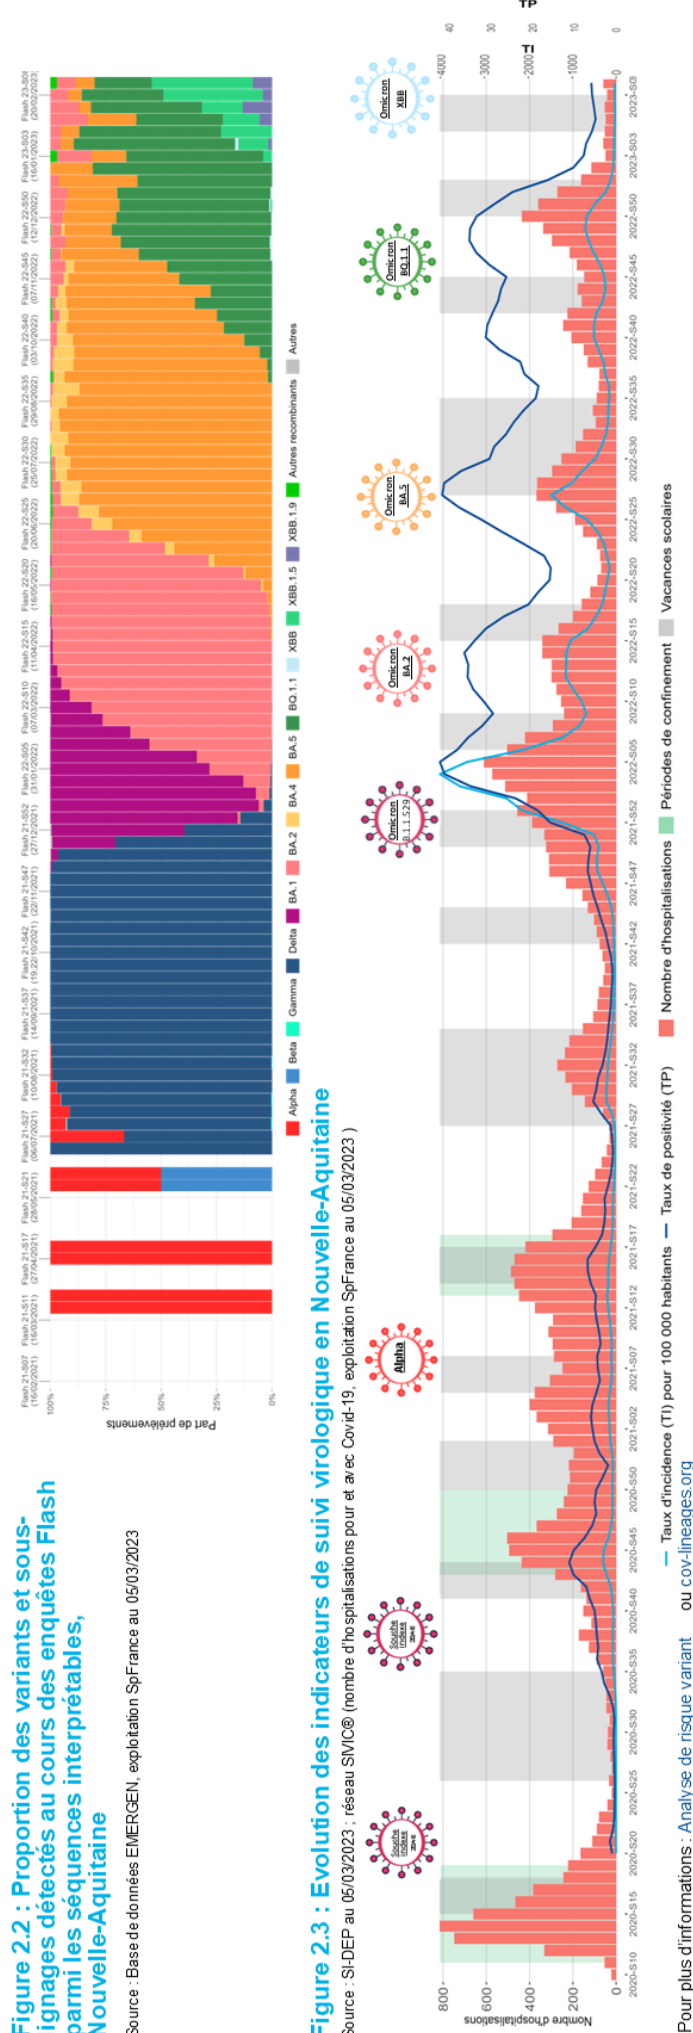 Figure 2.2 : Proportion des variants et sous-
ignages détectés au cours des enquêtes Flash
parmi les séquences interprétables,
Nouvelle-Aquitaine
Source : Base de données EMERGEN, exploitation SpFrance au 05/03/2023
Part de prélèvements
100%
75%
50%
25%
0%
Flash 21-S07
(16/02/2021)
Flash 21-S11
(16/03/2021)
Flash 21-S17
(27/04/2021)
Flash 21-S21
(28/05/2021)
Flash 21-S27
(06/07/2021)
Flash 21-S32
(10/08/2021)
Flash 21-S37
(14/09/2021)
Flash 21-S42
(19,22/10/2021)
Flash 21-S47
(22/11/2021)
Flash 21-S52
(27/12/2021)
Flash 22-S05
(31/01/2022)
Flash 22-S10
(07/03/2022)
Flash 22-S15
(11/04/2022)
Flash 22-S20
(16/05/2022)
Flash 22-S25
(20/06/2022)
Flash 22-S30
(25/07/2022)
Flash 22-S35
(29/08/2022)
Flash 22-S40
(03/10/2022)
Flash 22-S45
(07/11/2022)
Flash 22-S50
(12/12/2022)
Flash 23-S03
(16/01/2023)
Flash 23-S08
(20/02/2023)
Alpha Beta Gamma Delta BA.1 BA.2 BA.4 BA.5 BQ.1.1 XBB XBB.1.5 XBB.1.9 Autres recombinants Autres
Figure 2.3 : Evolution des indicateurs de suivi virologique en Nouvelle-Aquitaine
Source : SI-DEP au 05/03/2023 ; réseau SIVIC® (nombre d'hospitalisations pour et avec Covid-19, exploitation SpFrance au 05/03/2023 )
Souche
indexe
Souche
indexe
Alpha
Omicron
B.1.1.529
Omicron
BA.2
Omicron
BA.5
Omicron
BQ.1.1
Omicron
XBB
Nombre d'hospitalisations
800
600
400
200
0
TI
4000
3000
2000
1000
0
TP
40
30
20
10
0
2020-S10
2020-S15
2020-S20
2020-S25
2020-S30
2020-S35
2020-S40
2020-S45
2020-S50
2021-S02
2021-S07
2021-S12
2021-S17
2021-S22
2021-S27
2021-S32
2021-S37
2021-S42
2021-S47
2021-S52
2022-S05
2022-S10
2022-S15
2022-S20
2022-S25
2022-S30
2022-S35
2022-S40
2022-S45
2022-S50
2023-S03
2023-S08
Taux d'incidence (TI) pour 100 000 habitants Taux de positivité (TP) Nombre d'hospitalisations Périodes de confinement Vacances scolaires
Pour plus d'informations : Analyse de risque variant ou cov-lineages.org